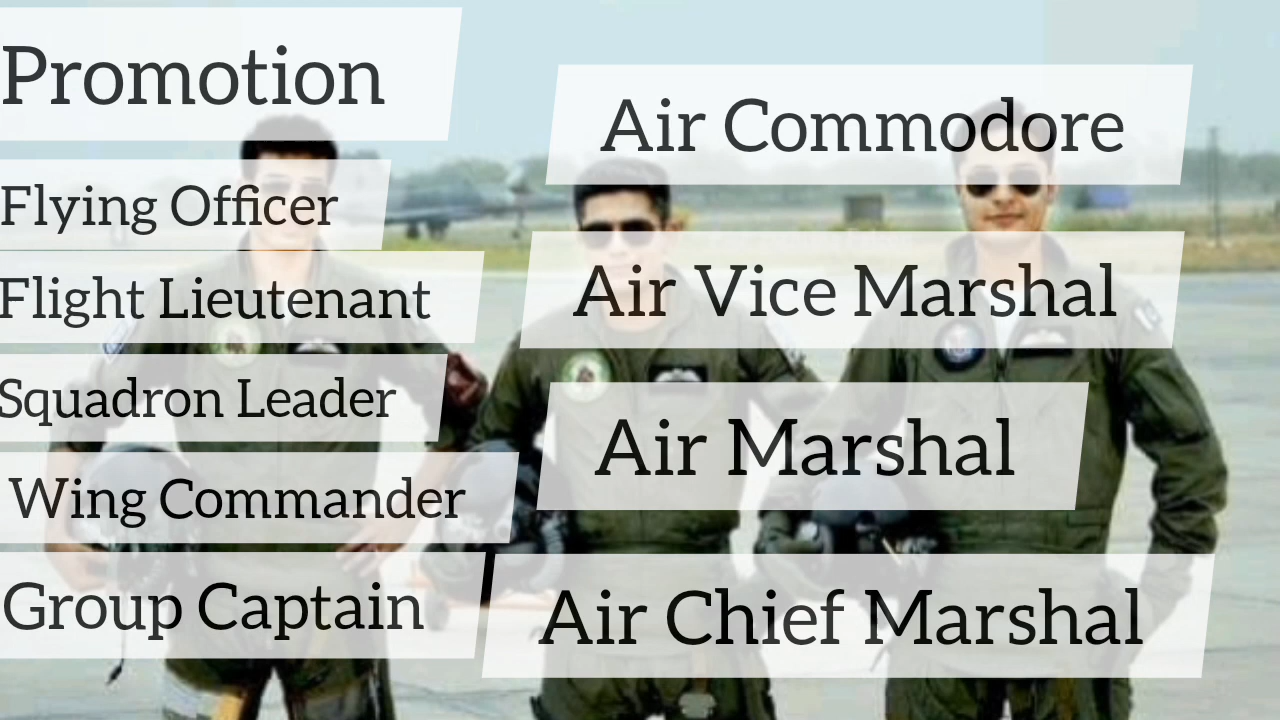 Promotion
Flying Officer
Flight Lieutenant
Squadron Leader
Wing Commander
Group Captain
Air Commodore
Air Vice Marshal
Air Marshal
Air Chief Marshal